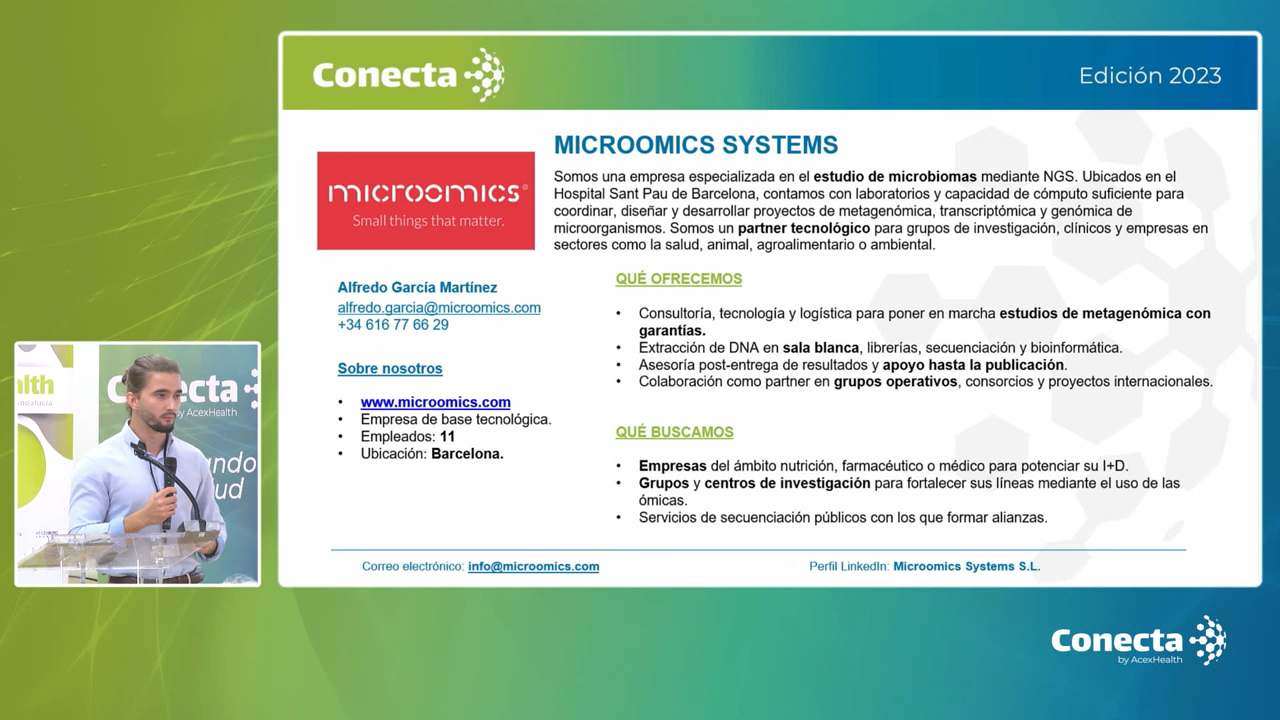 Conecta
Edición 2023
MICROOMICS SYSTEMS
microomics®
Small things that matter.
Somos una empresa especializada en el estudio de microbiomas mediante NGS. Ubicados en el
Hospital Sant Pau de Barcelona, contamos con laboratorios y capacidad de cómputo suficiente para
coordinar, diseñar y desarrollar proyectos de metagenómica, transcriptómica y genómica de
microorganismos. Somos un partner tecnológico para grupos de investigación, clínicos y empresas en
sectores como la salud, animal, agroalimentario o ambiental.
Alfredo García Martínez
alfredo.garcia@microomics.com
+34 616 77 66 29
Sobre nosotros
• www.microomics.com
• Empresa de base tecnológica.
• Empleados: 11
• Ubicación: Barcelona.
QUÉ OFRECEMOS
• Consultoría, tecnología y logística para poner en marcha estudios de metagenómica con
garantías.
• Extracción de DNA en sala blanca, librerías, secuenciación y bioinformática.
• Asesoría post-entrega de resultados y apoyo hasta la publicación.
• Colaboración como partner en grupos operativos, consorcios y proyectos internacionales.
QUÉ BUSCAMOS
• Empresas del ámbito nutrición, farmacéutico o médico para potenciar su I+D.
• Grupos y centros de investigación para fortalecer sus líneas mediante el uso de las
ómicas.
• Servicios de secuenciación públicos con los que formar alianzas.
Correo electrónico: info@microomics.com
Perfil LinkedIn: Microomics Systems S.L.
lth
andalucía
Conecta
by AcexHealth
ando
ud
Conecta
by AcexHealth